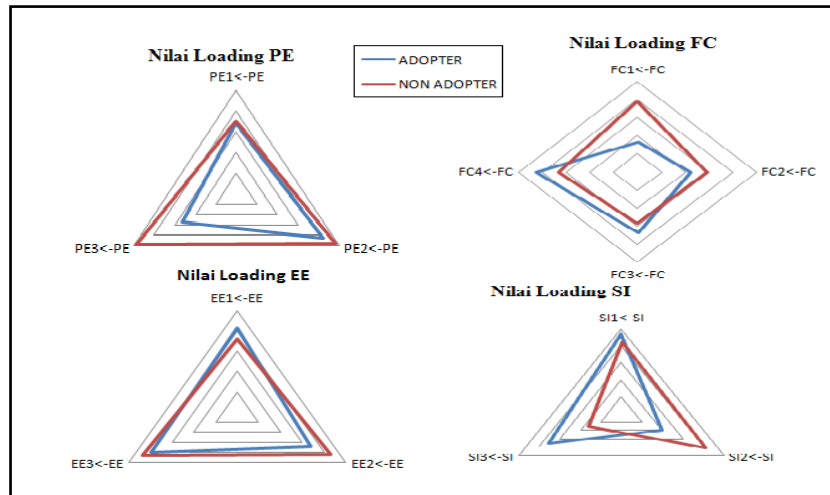 Nilai Loading PE
PE1<-PE
PE3<-PE
PE2<-PE
ADOPTER
NON ADOPTER
Nilai Loading FC
FC1<-FC
FC4<-FC
FC2<-FC
FC3<-FC
Nilai Loading EE
EE1<-EE
EE3<-EE
EE2<-EE
Nilai Loading SI
SI1<-SI
SI3<-SI
SI2<-SI